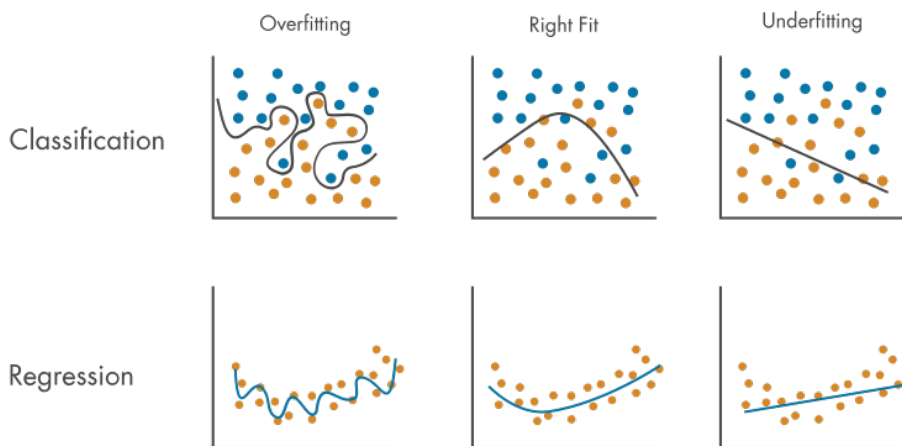 Overfitting
Right Fit
Underfitting
Classification
Regression